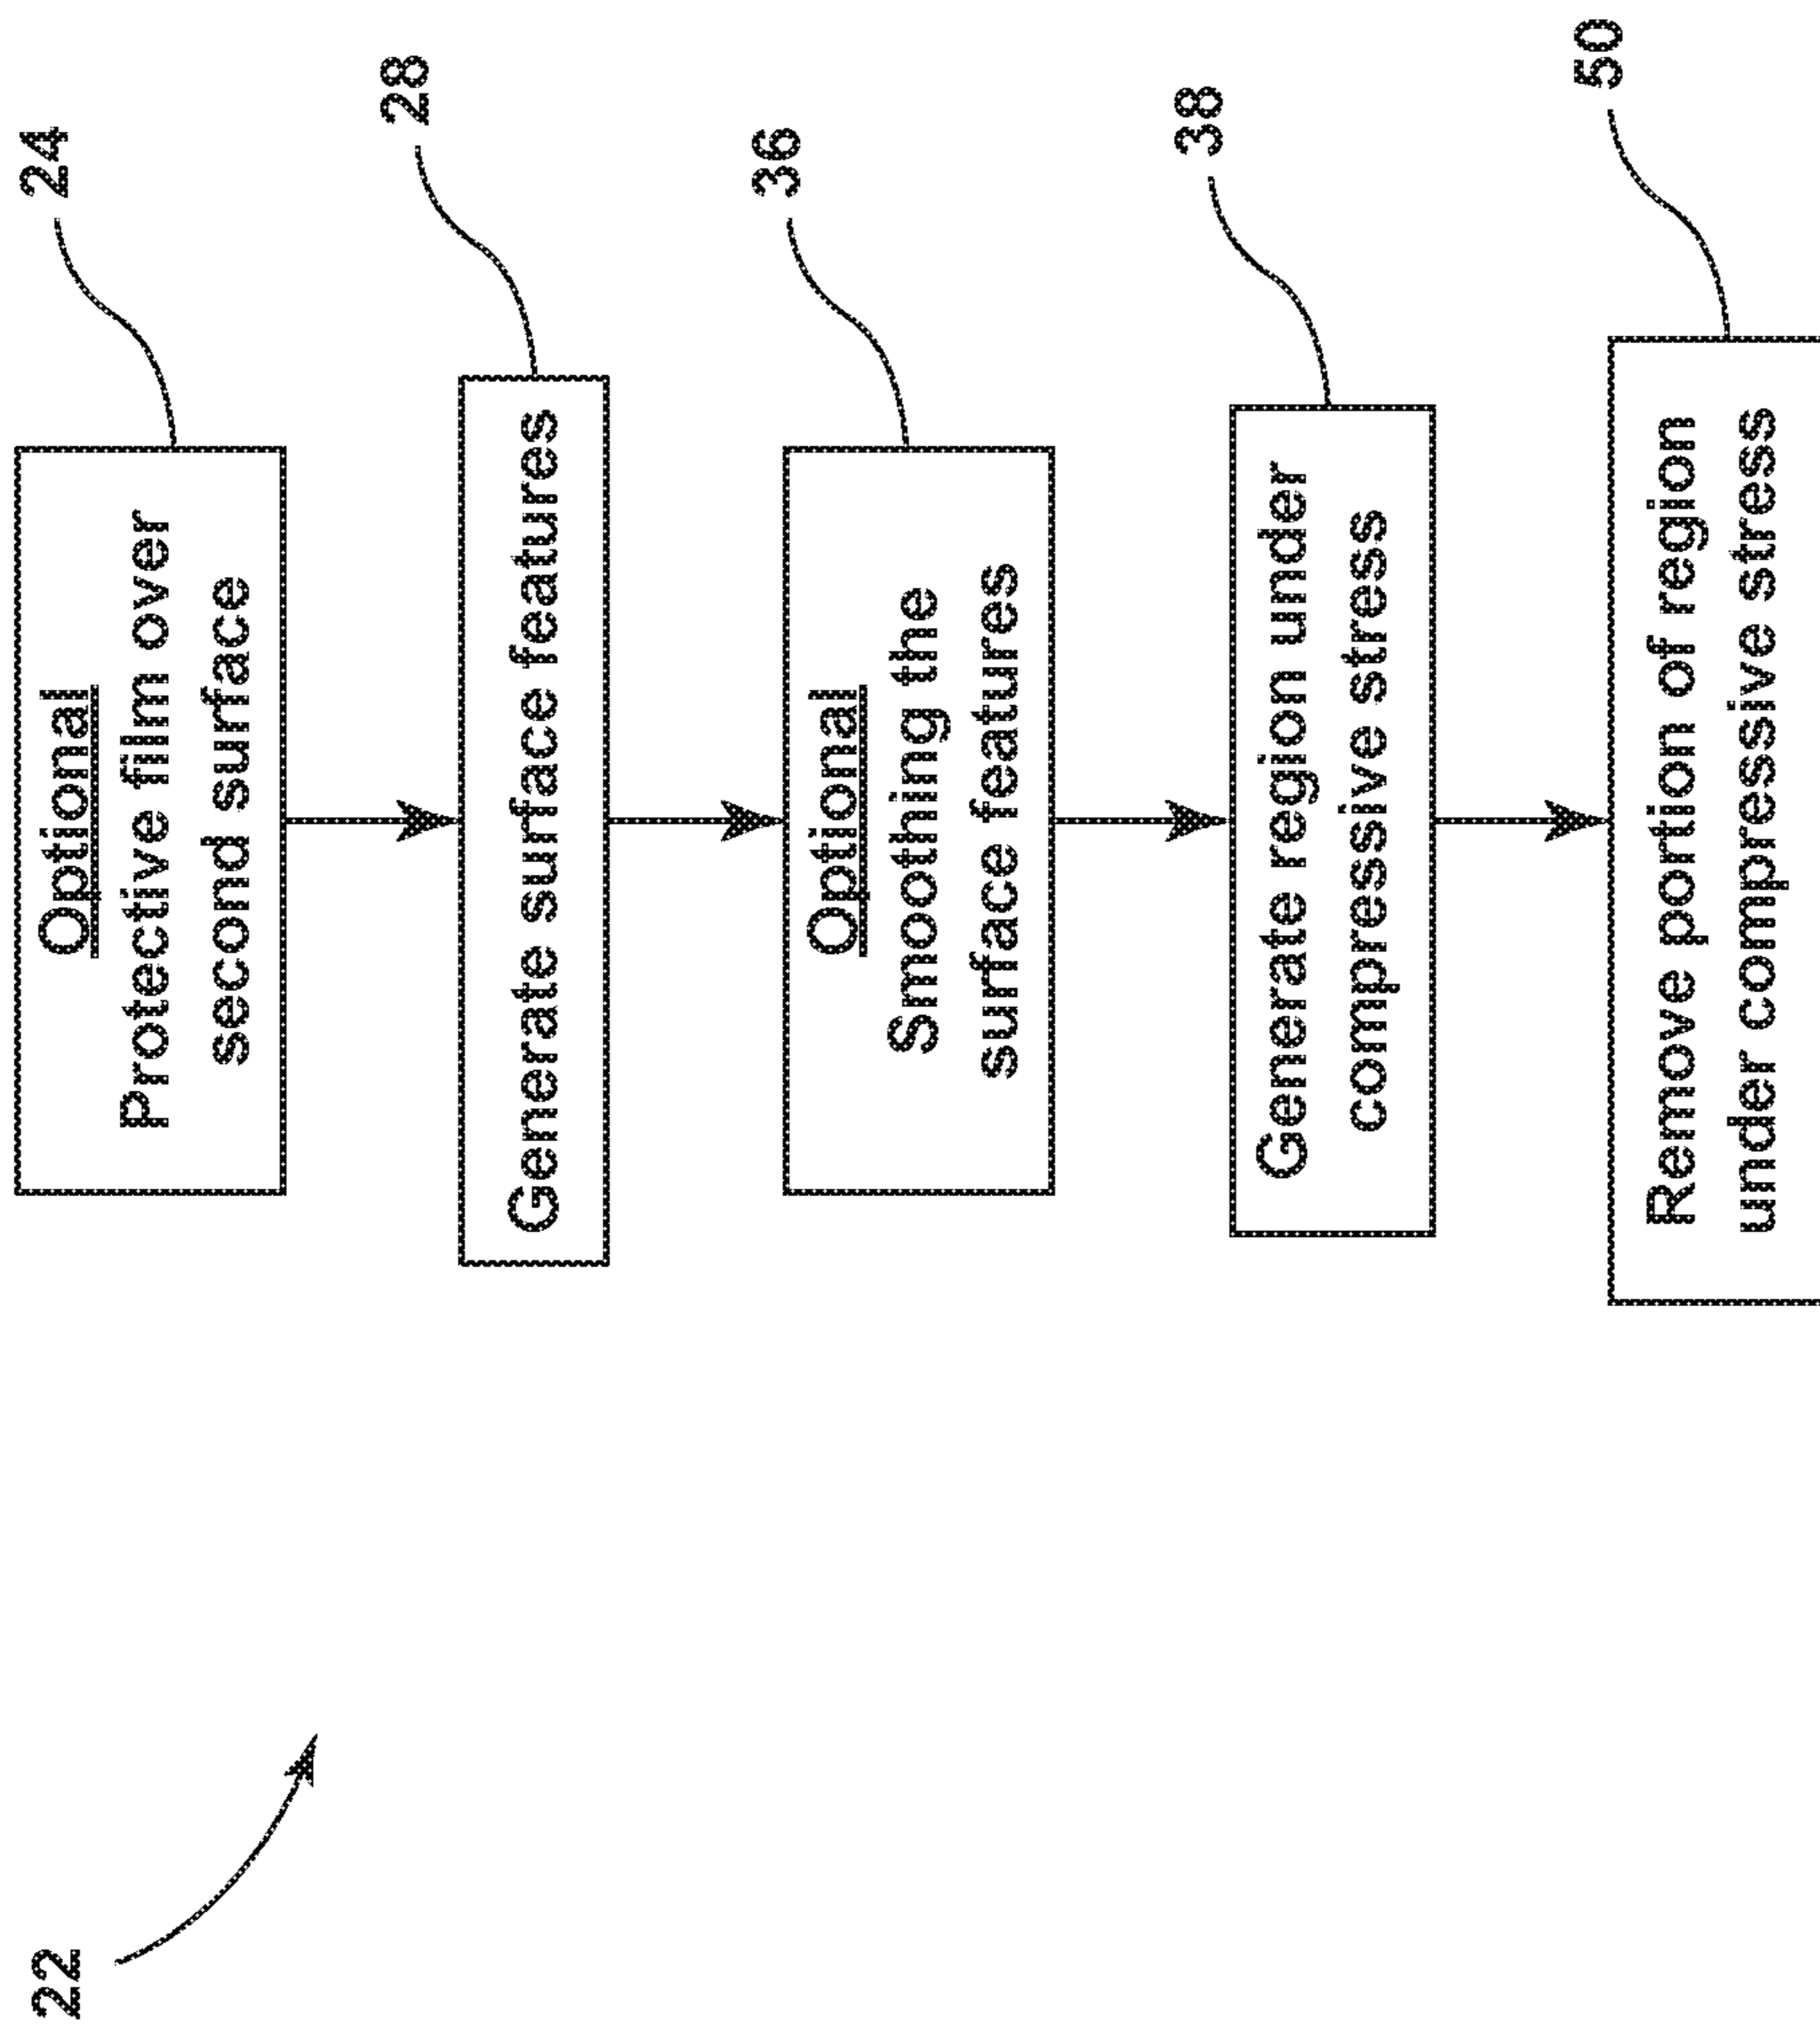 22
Optional
Protective film over
second surface
24
Generate surface features
28
Optional
Smoothing the
surface features
36
Generate region under
compressive stress
38
Remove portion of region
under compressive stress
50